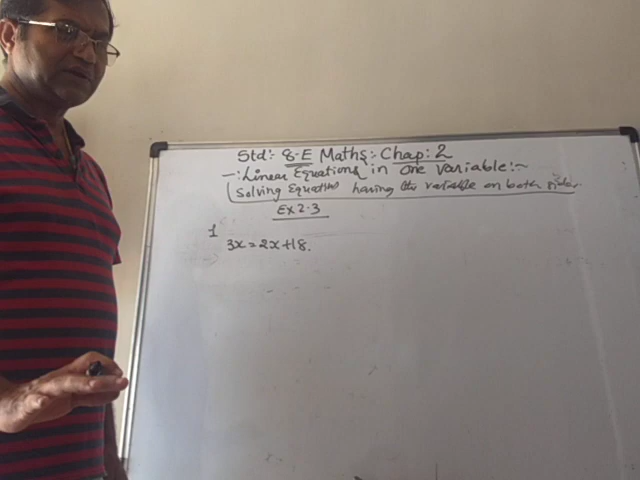 Std:- 8-E Maths:- Chap: 2
-: Linear Equations in One Variable:-
Solving Equations having the variable on both sides
Ex 2.3
1
3x=2x+18.